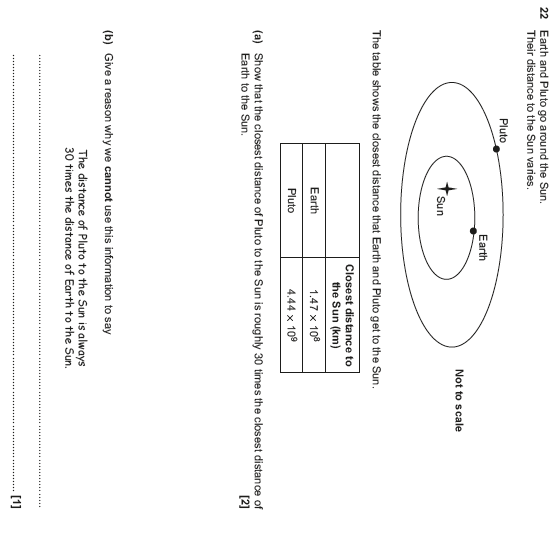 22 Earth and Pluto go around the Sun.
Their distance to the Sun varies.
Pluto
Earth
Sun
Not to scale
The table shows the closest distance that Earth and Pluto get to the Sun.
Closest distance to
the Sun (km)
Earth 1.47 × 10⁸
Pluto 4.44 × 10⁹
(a) Show that the closest distance of Pluto to the Sun is roughly 30 times the closest distance of
Earth to the Sun.
[2]
(b) Give a reason why we cannot use this information to say
The distance of Pluto to the Sun is always
30 times the distance of Earth to the Sun.
[1]